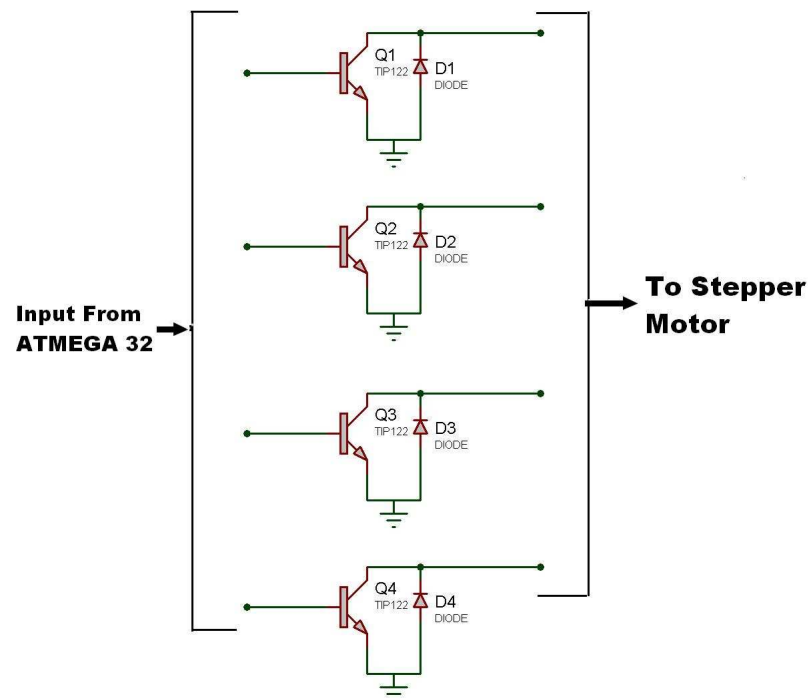 Q1
TIP122
D1
DIODE
Q2
TIP122
D2
DIODE
Input From
ATMEGA 32
To Stepper
Motor
Q3
TIP122
D3
DIODE
Q4
TIP122
D4
DIODE